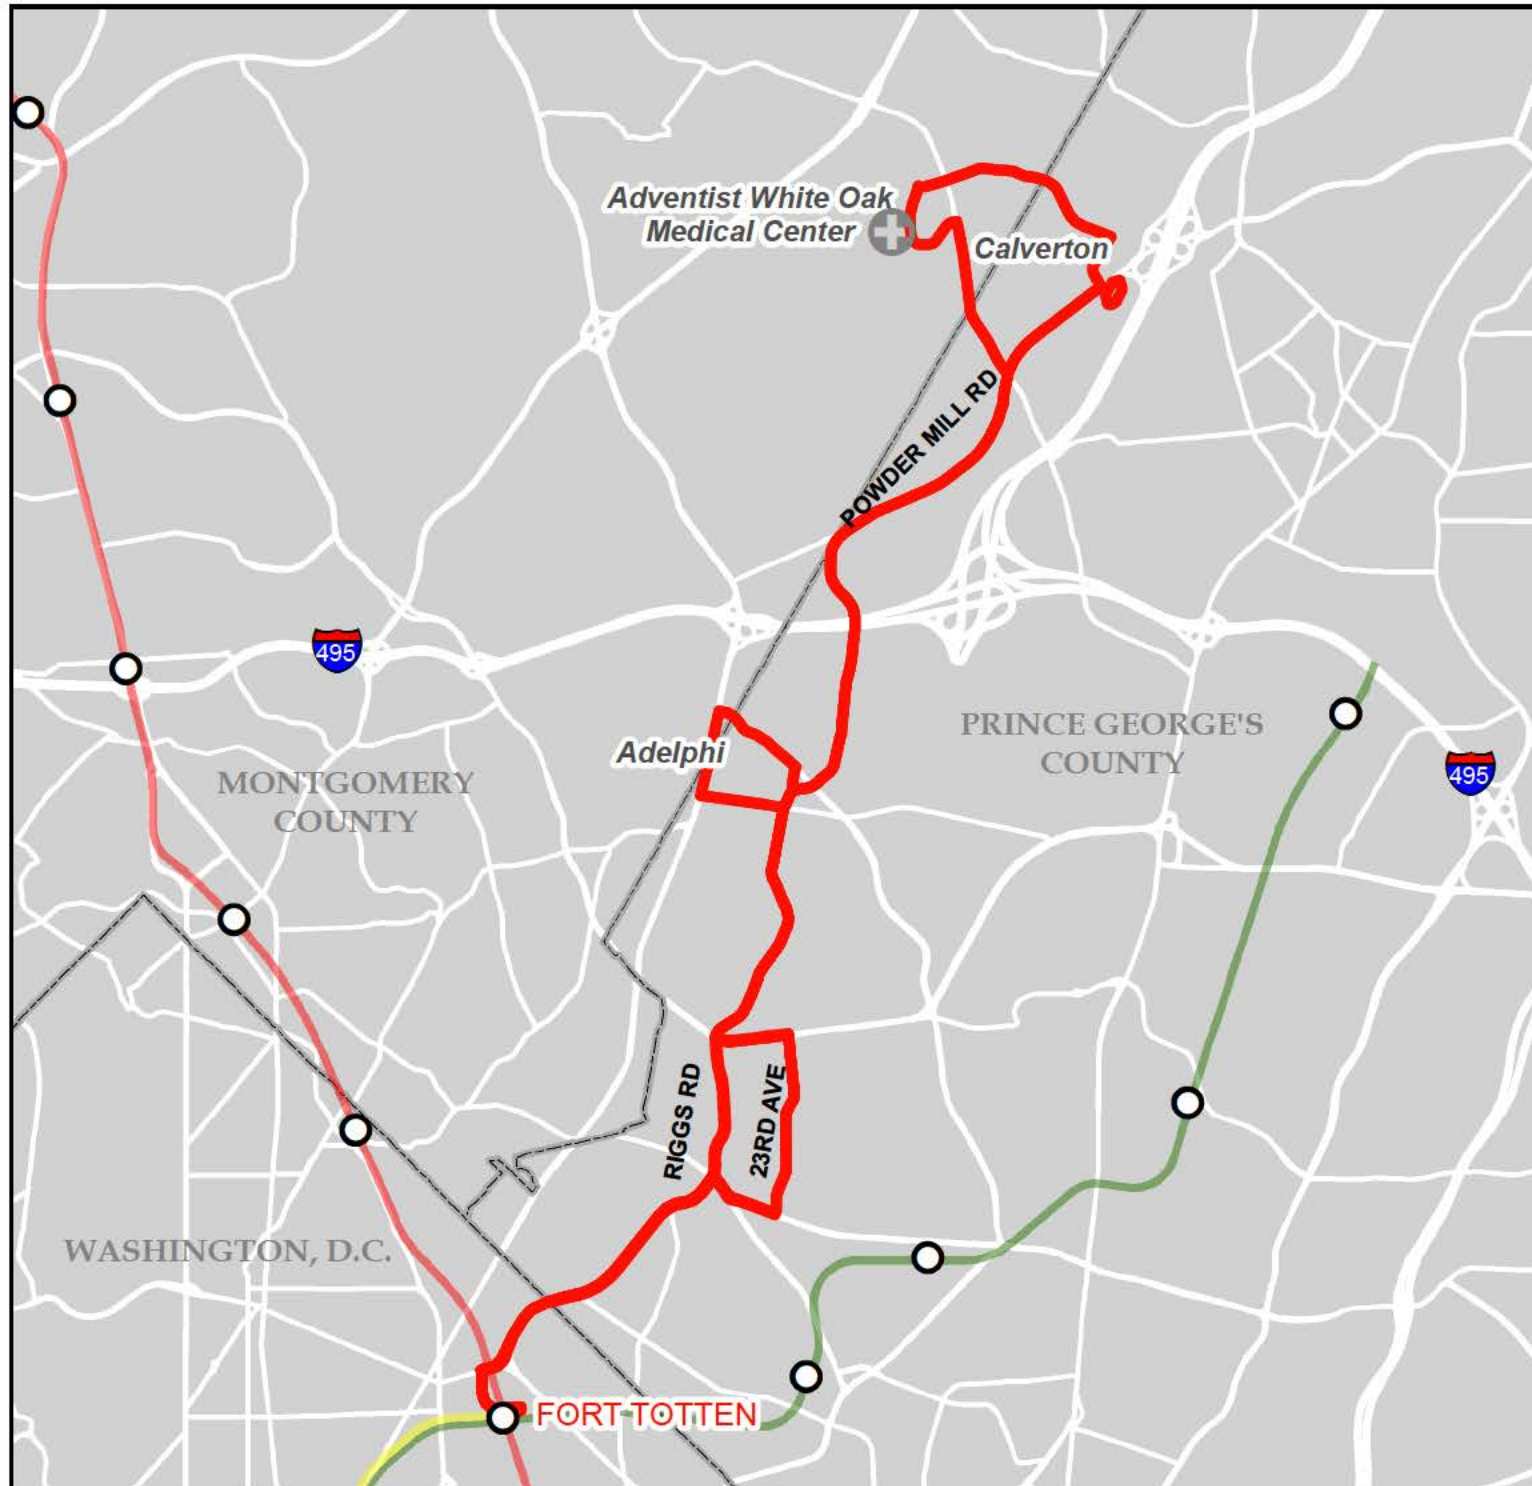 Adventist White Oak
Medical Center
Calverton
POWDER MILL RD
495
PRINCE GEORGE'S
COUNTY
Adelphi
495
MONTGOMERY
COUNTY
RIGGS RD
23RD AVE
WASHINGTON, D.C.
FORT TOTTEN